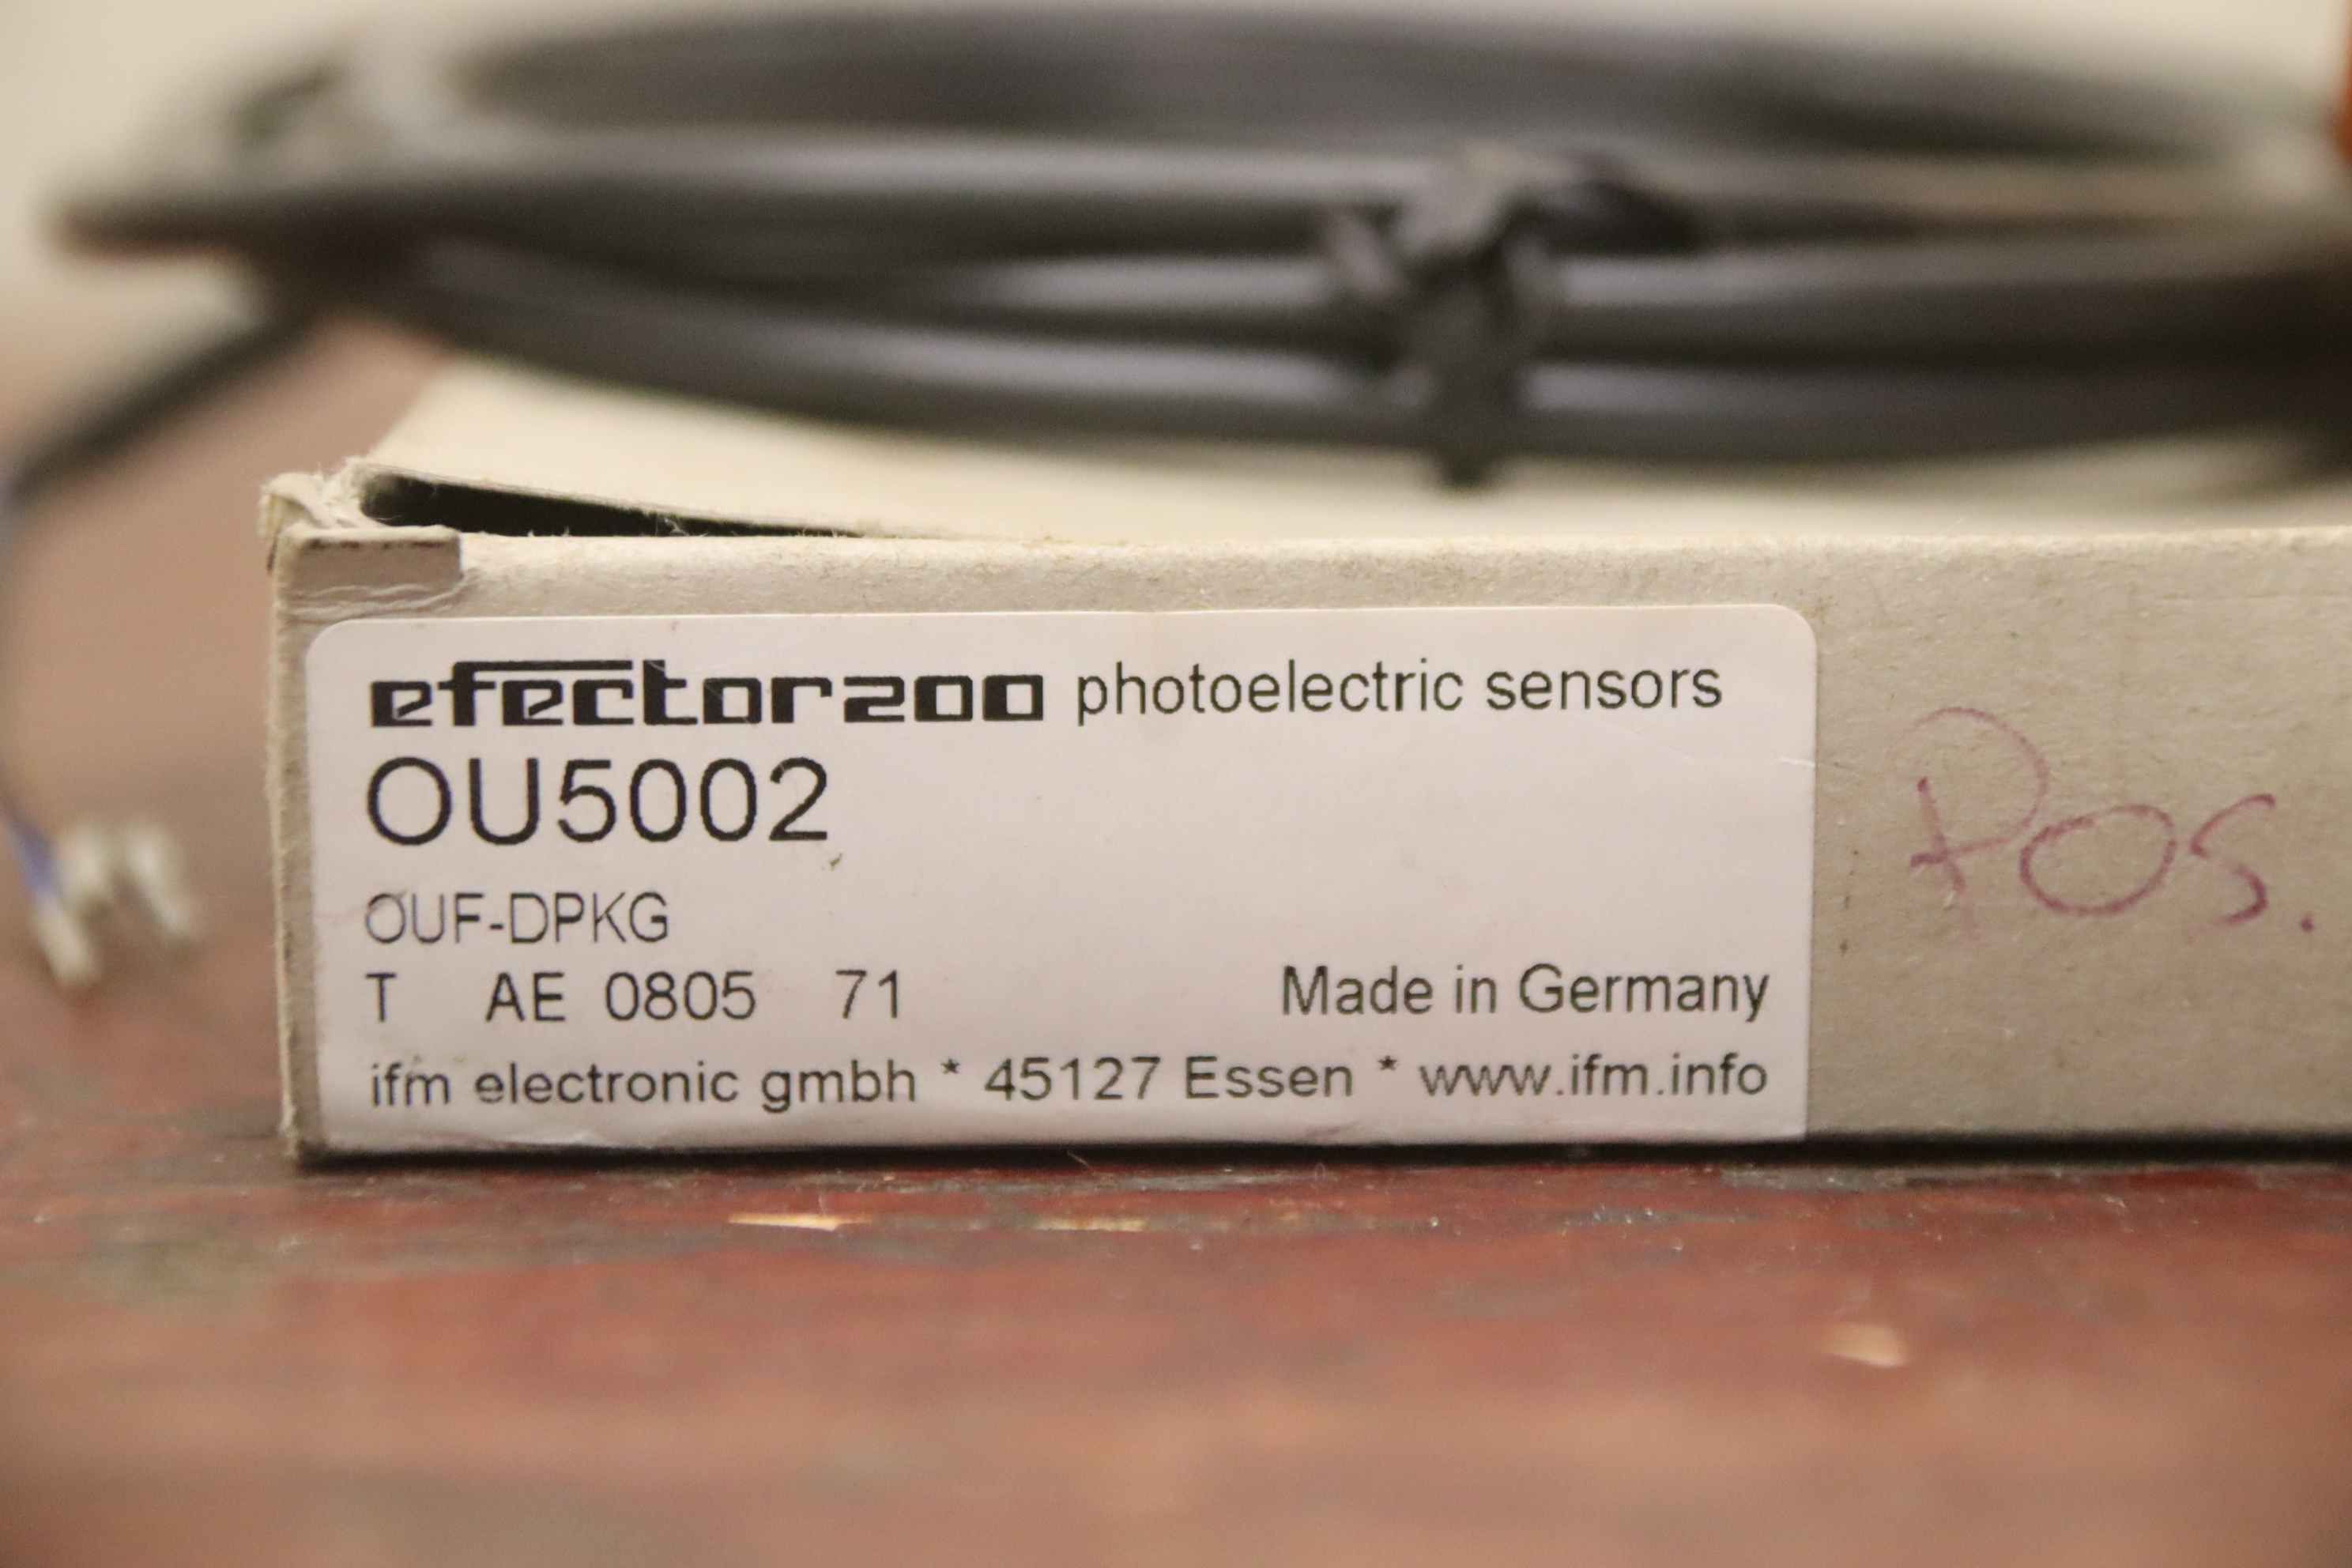 efector200 photoelectric sensors
OU5002
OUF-DPKG
T AE 0805 71
Made in Germany
ifm electronic gmbh * 45127 Essen * www.ifm.info
Pos.